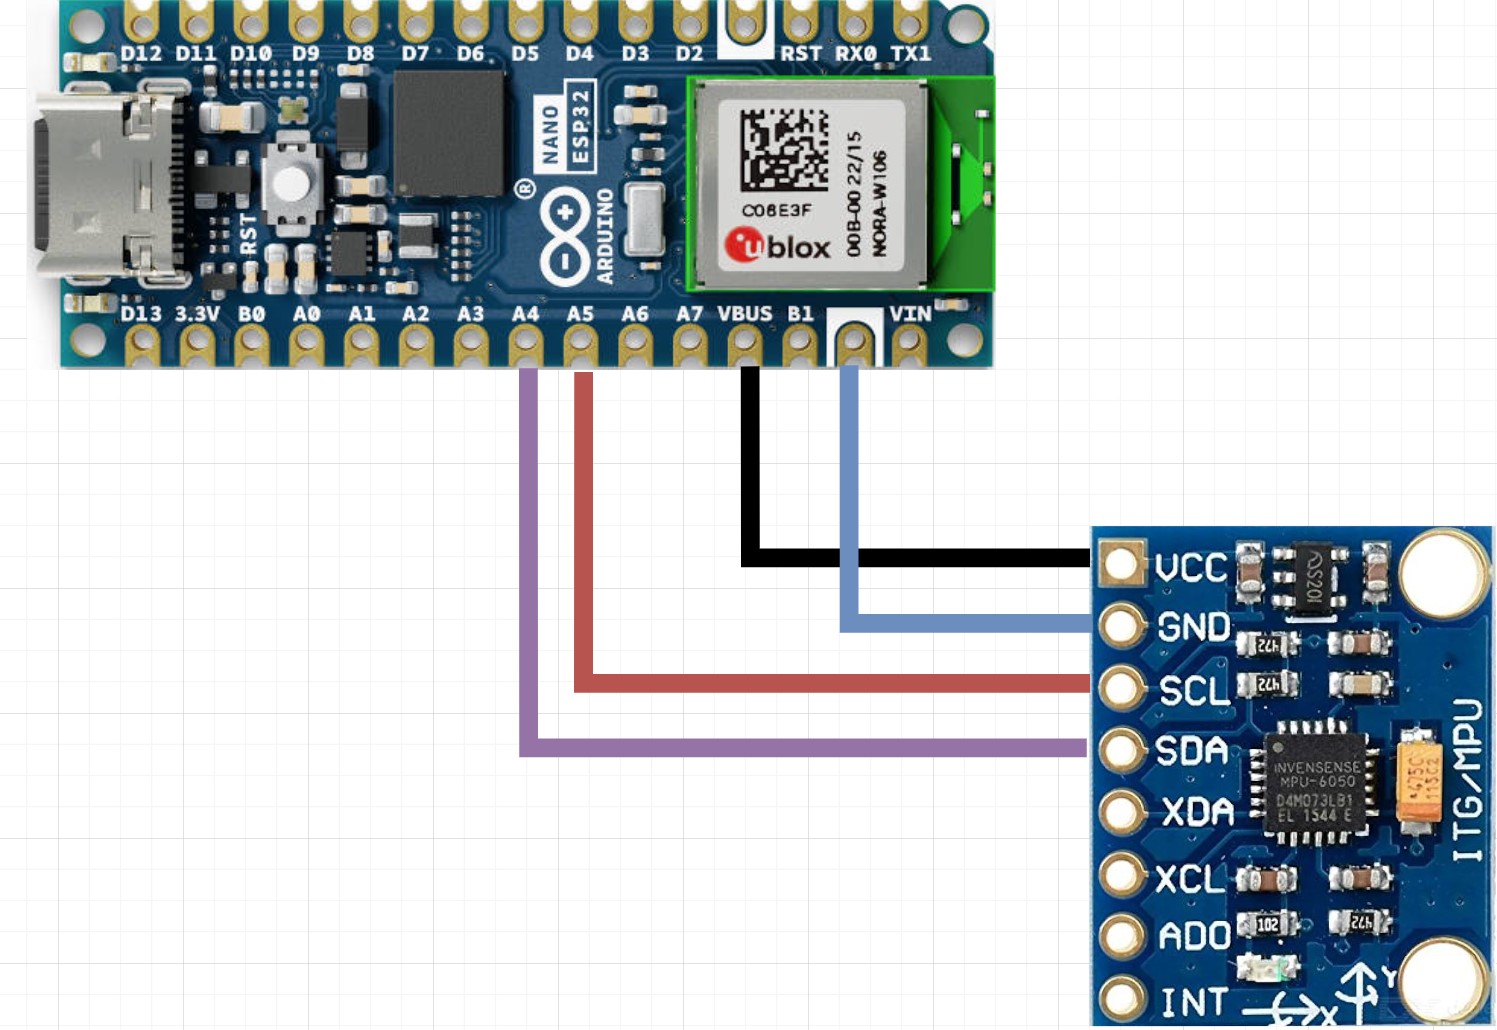 D12 D11 D10 D9 D8 D7 D6 D5 D4 D3 D2 RST RX0 TX1
RST
NANO
ESP32
®
ARDUINO
C06E3F
ublox
00B-00 22/15
NORA-W106
D13 3.3V B0 A0 A1 A2 A3 A4 A5 A6 A7 VBUS B1 VIN
VCC
GND
SCL
SDA
XDA
XCL
AD0
INT
472
472
INVENSENSE
MPU-6050
D4M073LB1
EL 1544 E
102
472
ITG/MPU
Y
X